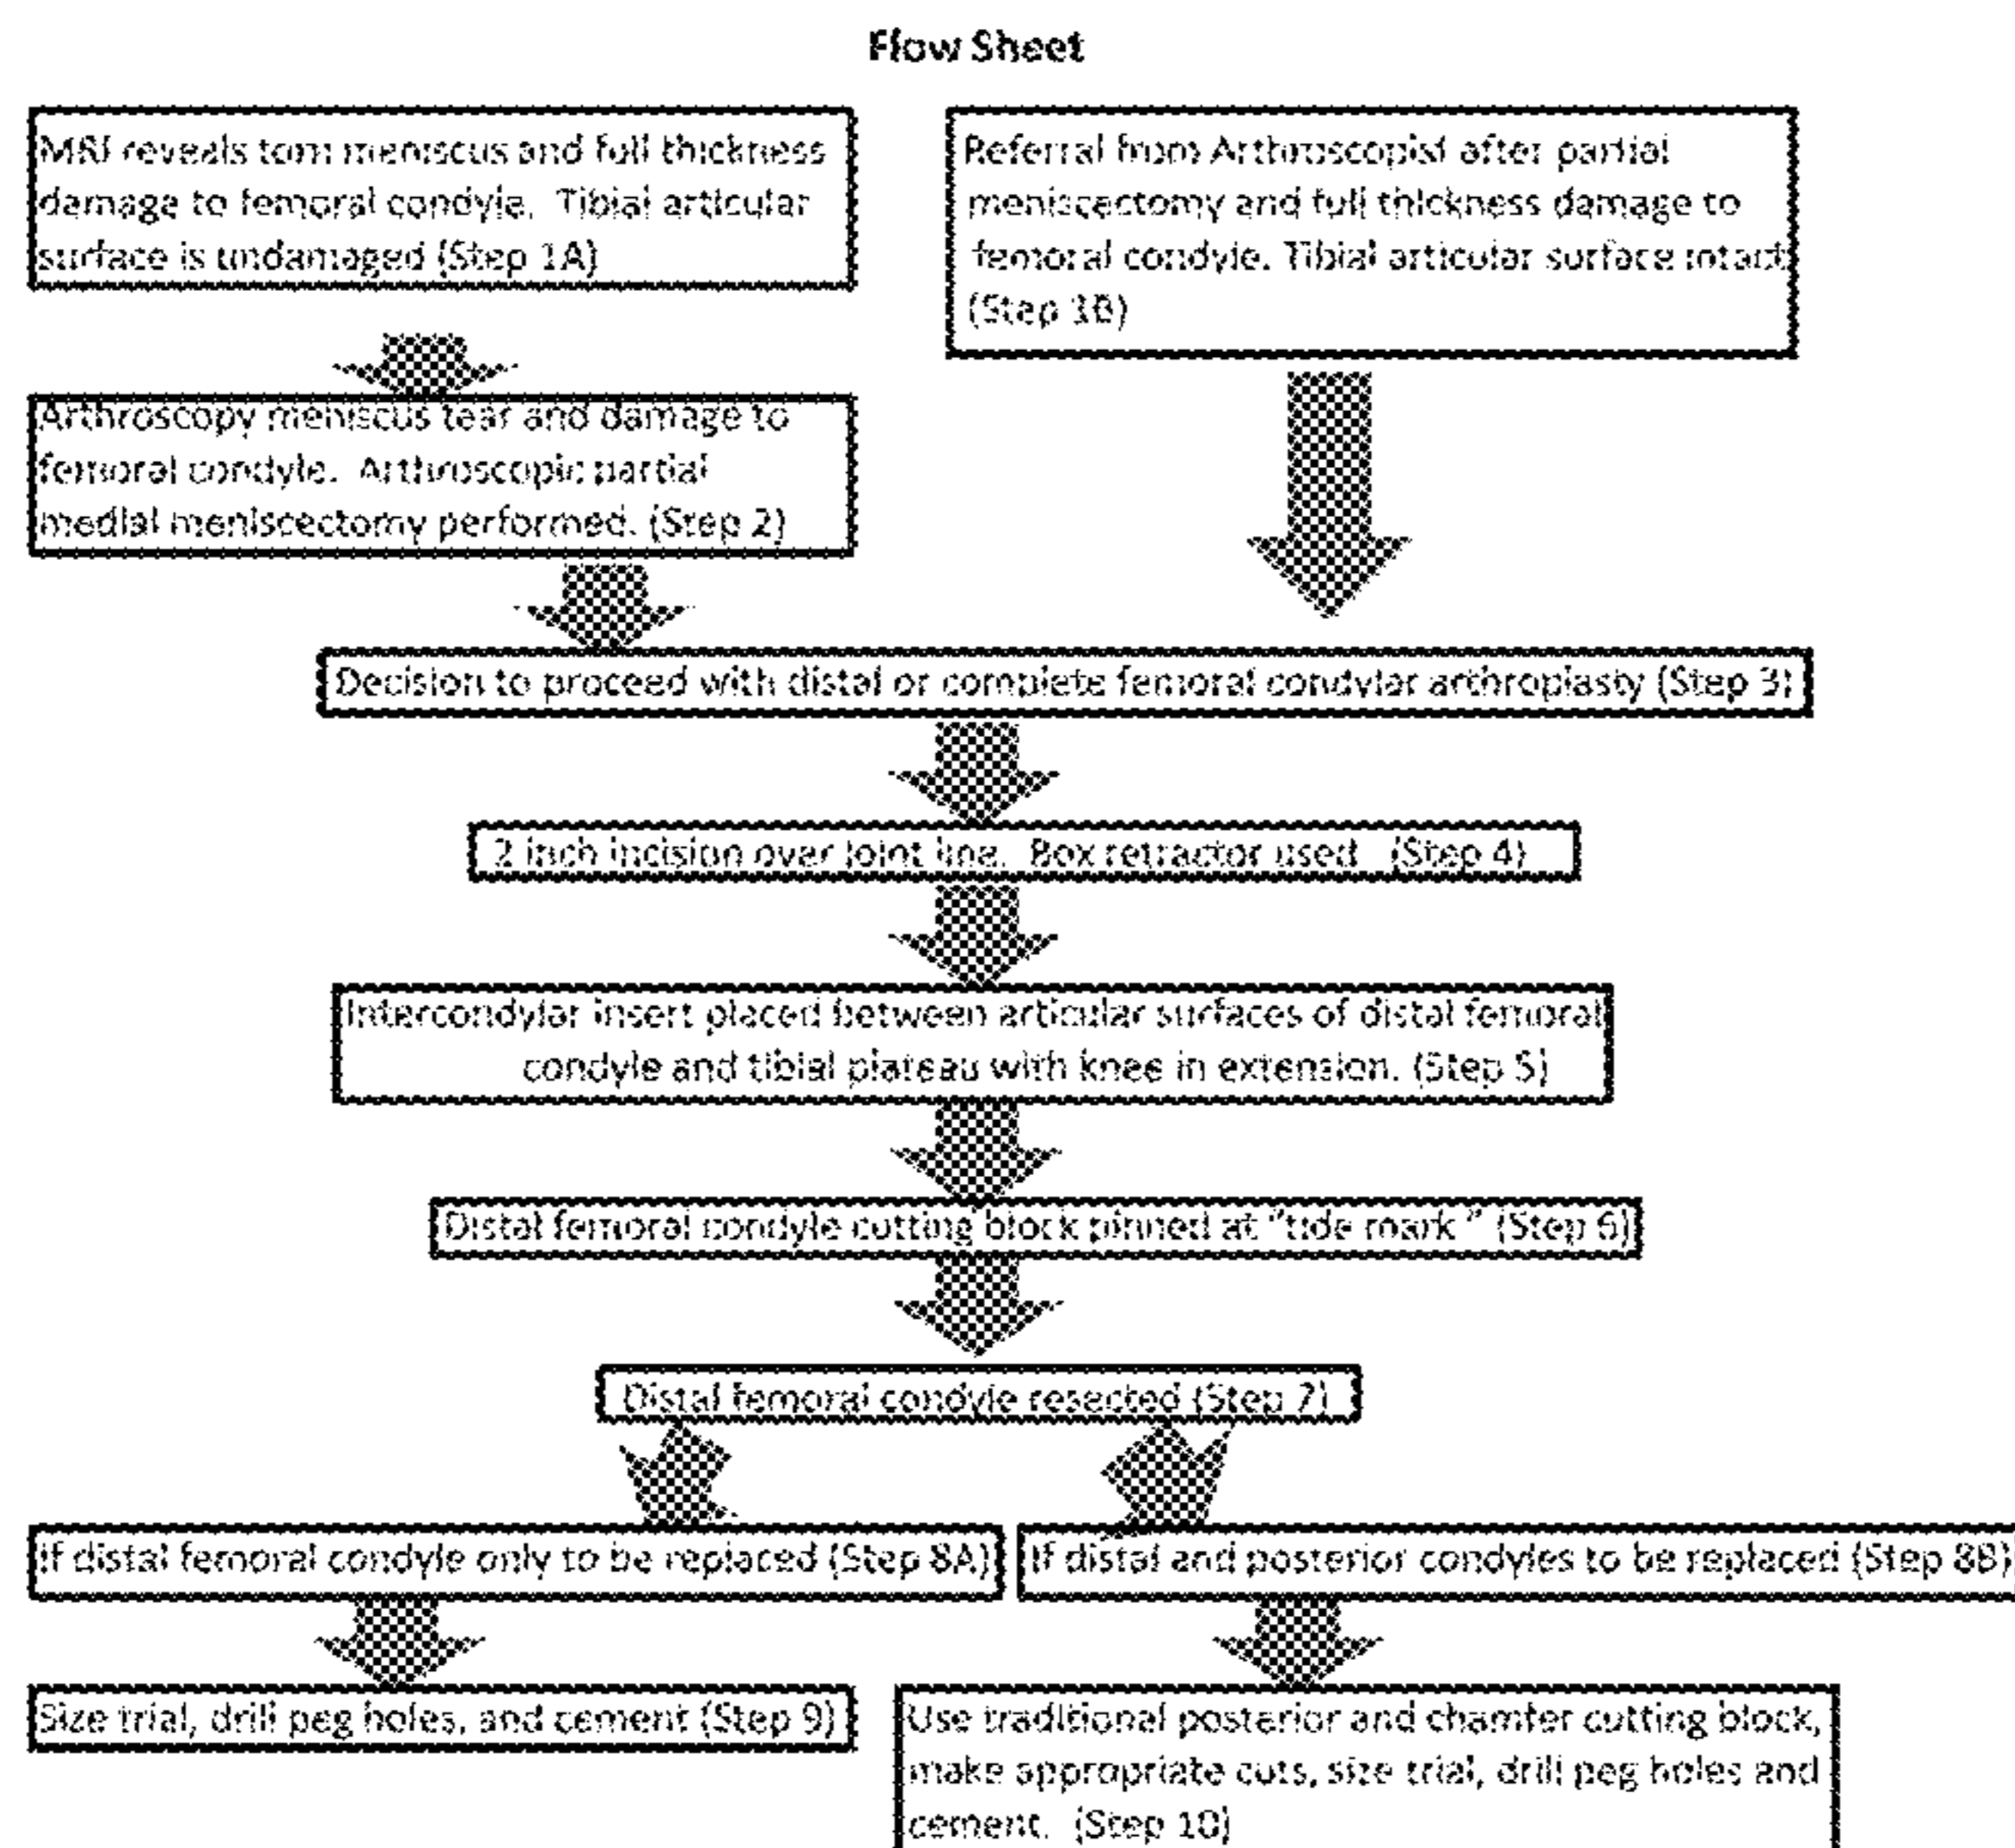 Flow Sheet
MRI reveals torn meniscus and full thickness
damage to femoral condyle. Tibial articular
surface is undamaged (Step 1A)
Referral from Arthroscopist after partial
meniscectomy and full thickness damage to
femoral condyle. Tibial articular surface intact
(Step 1B)
Arthroscopy meniscus tear and damage to
femoral condyle. Arthroscopic partial
medial meniscectomy performed. (Step 2)
Decision to proceed with distal or complete femoral condylar arthroplasty (Step 3)
2 inch incision over joint line. Box retractor used (Step 4)
Intercondylar insert placed between articular surfaces of distal femoral
condyle and tibial plateau with knee in extension. (Step 5)
Distal femoral condyle cutting block pinned at "tide mark" (Step 6)
Distal femoral condyle resected (Step 7)
If distal femoral condyle only to be replaced (Step 8A)
If distal and posterior condyles to be replaced (Step 8B)
Size trial, drill peg holes, and cement (Step 9)
Use traditional posterior and chamfer cutting block,
make appropriate cuts, size trial, drill peg holes and
cement. (Step 10)